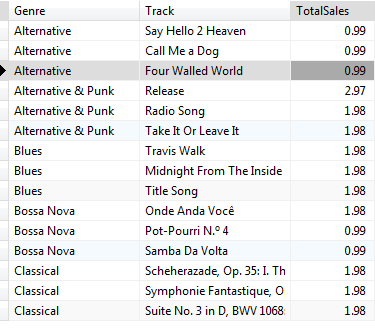 Genre Track TotalSales
Alternative Say Hello 2 Heaven 0.99
Alternative Call Me a Dog 0.99
Alternative Four Walled World 0.99
Alternative & Punk Release 2.97
Alternative & Punk Radio Song 1.98
Alternative & Punk Take It Or Leave It 1.98
Blues Travis Walk 1.98
Blues Midnight From The Inside 1.98
Blues Title Song 1.98
Bossa Nova Onde Anda Você 1.98
Bossa Nova Pot-Pourri N.º 4 0.99
Bossa Nova Samba Da Volta 0.99
Classical Scheherazade, Op. 35: I. Th 1.98
Classical Symphonie Fantastique, O 1.98
Classical Suite No. 3 in D, BWV 1068: 1.98